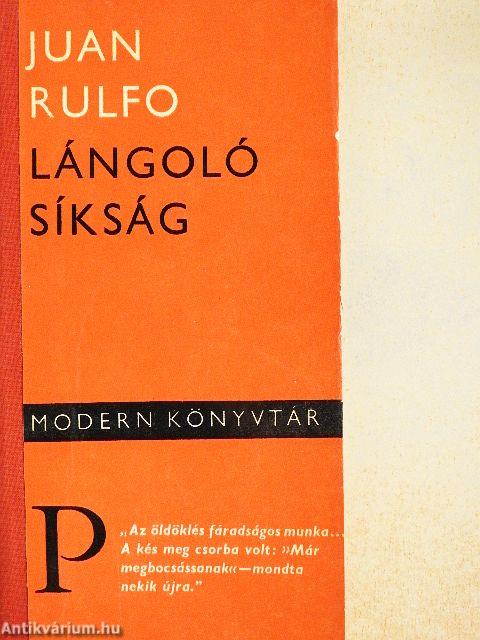 JUAN
RULFO
LÁNGOLÓ
SÍKSÁG
MODERN KÖNYVTÁR
P
„Az öldöklés fáradságos munka...
A kés meg csorba volt: »Már
megbocsássanak« — mondta
nekik újra.”
Antikvárium.hu